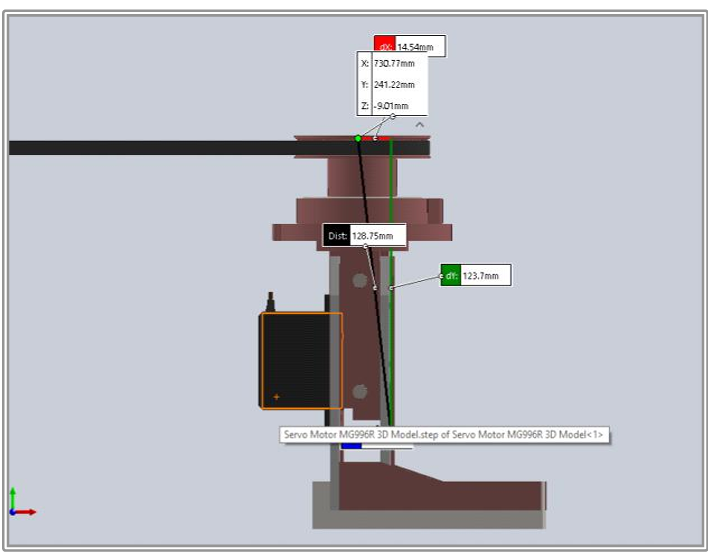 dX: 14.54mm
X: 730.77mm
Y: 241.22mm
Z: -9.01mm
Dist: 128.75mm
dY: 123.7mm
Servo Motor MG996R 3D Model.step of Servo Motor MG996R 3D Model<1>